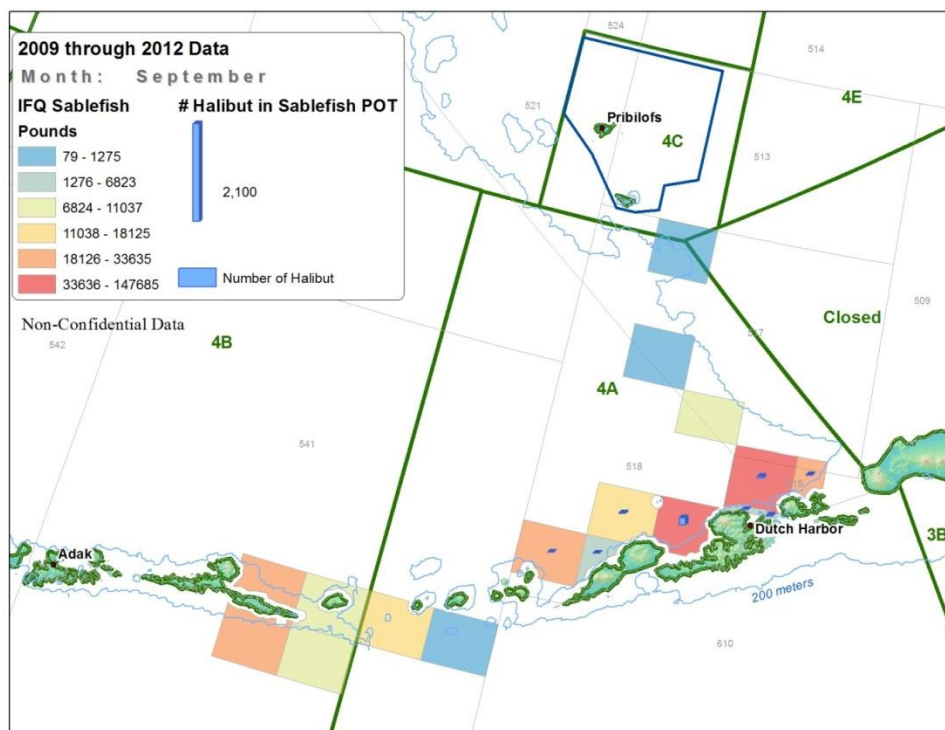 2009 through 2012 Data
Month: September
IFQ Sablefish
Pounds
79 - 1275
1276 - 6823
6824 - 11037
11038 - 18125
18126 - 33635
33636 - 147685
# Halibut in Sablefish POT
2,100
Number of Halibut
Non-Confidential Data
524
514
4E
521
Pribilofs
4C
513
509
Closed
517
542
4B
4A
541
518
519
Dutch Harbor
3B
Adak
200 meters
610